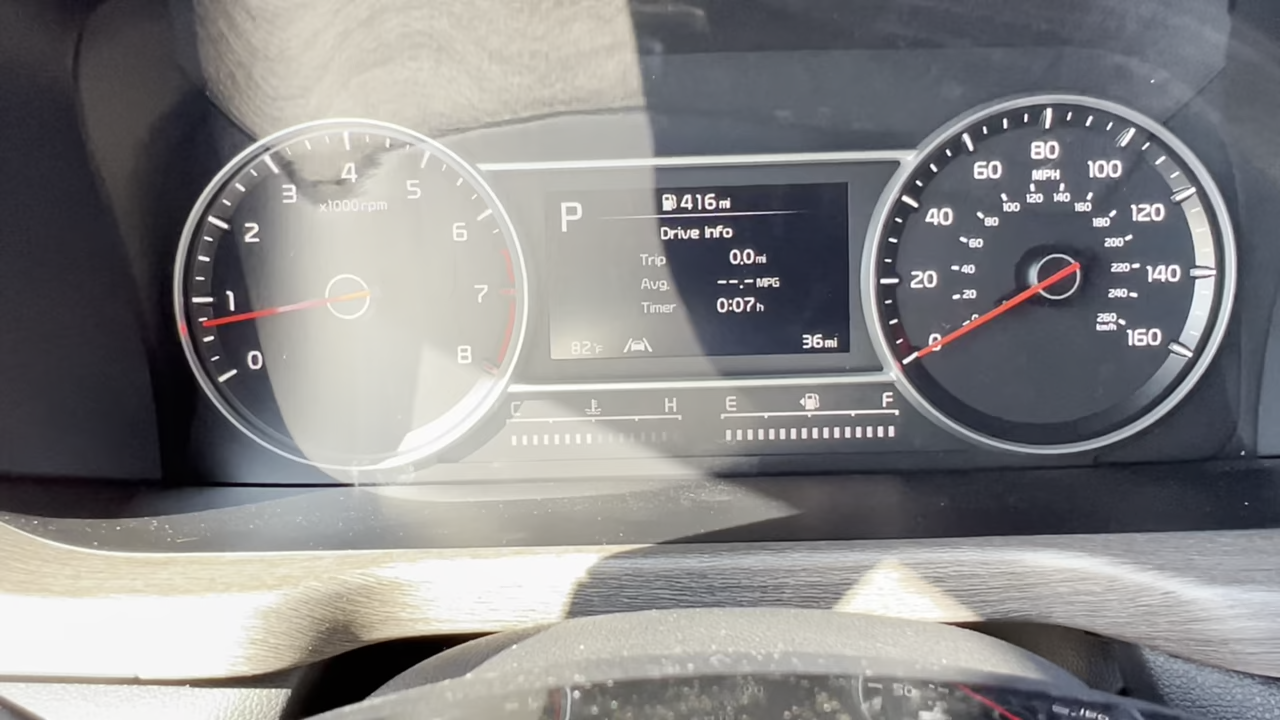 0
1
2
3
4
5
6
7
8
x1000rpm
P
416 mi
Drive Info
Trip 0.0 mi
Avg. --.- MPG
Timer 0:07 h
82°F
36 mi
C H
E F
0
20
40
60
80
100
120
140
160
MPH
0
20
40
60
80
100
120
140
160
180
200
220
240
260
km/h